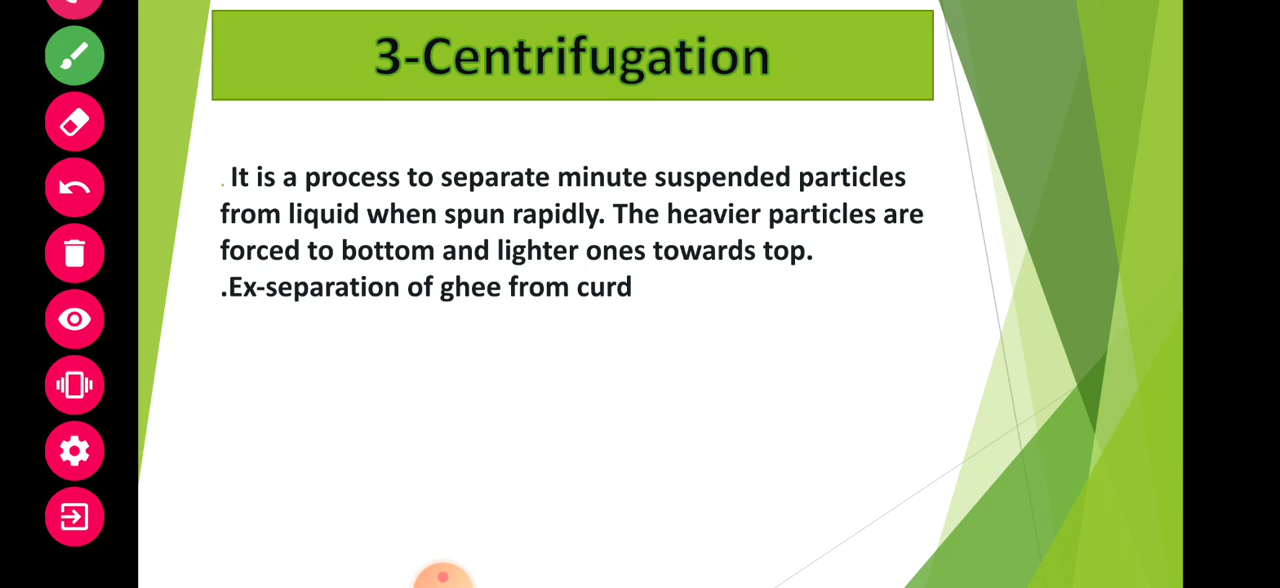 3-Centrifugation
. It is a process to separate minute suspended particles
from liquid when spun rapidly. The heavier particles are
forced to bottom and lighter ones towards top.
.Ex-separation of ghee from curd